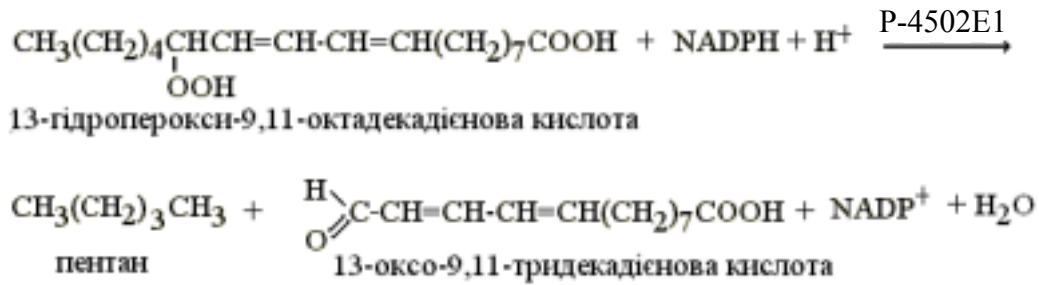 CH₃(CH₂)₄CHCH=CH-CH=CH(CH₂)₇COOH + NADPH + H⁺ P-4502E1
OOH
13-гідроперокси-9,11-октадекадієнова кислота
CH₃(CH₂)₃CH₃ + H O C-CH=CH-CH=CH(CH₂)₇COOH + NADP⁺ + H₂O
пентан 13-оксо-9,11-тридекадієнова кислота